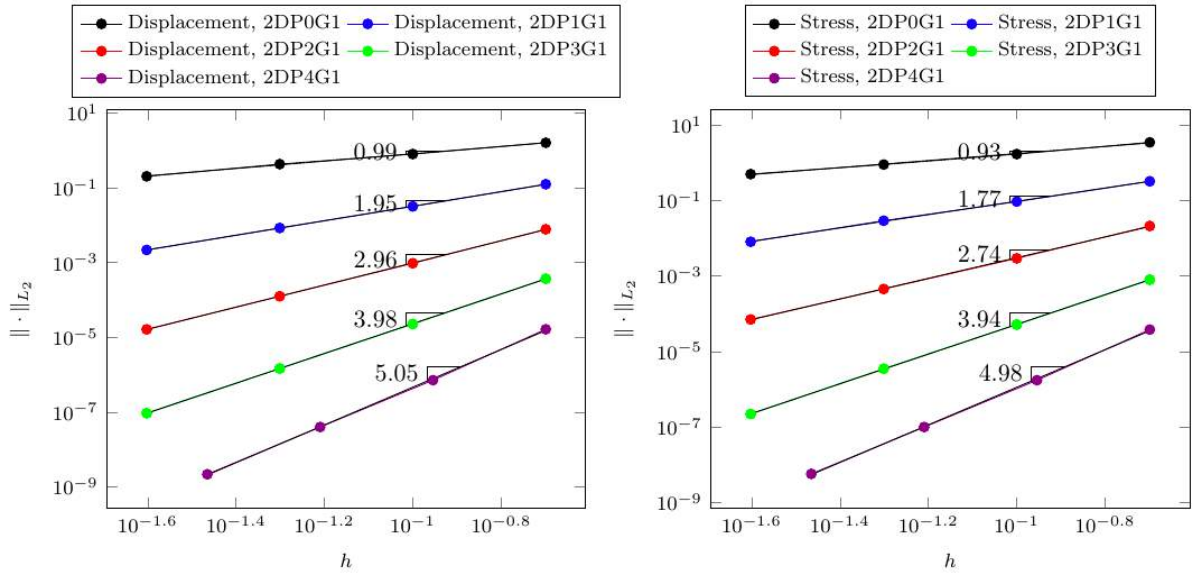 Displacement, 2DP0G1 Displacement, 2DP1G1
Displacement, 2DP2G1 Displacement, 2DP3G1
Displacement, 2DP4G1
10^1
10^−1
10^−3
10^−5
10^−7
10^−9
‖ · ‖_{L_2}
0.99
1.95
2.96
3.98
5.05
10^−1.6 10^−1.4 10^−1.2 10^−1 10^−0.8
h
Stress, 2DP0G1 Stress, 2DP1G1
Stress, 2DP2G1 Stress, 2DP3G1
Stress, 2DP4G1
10^1
10^−1
10^−3
10^−5
10^−7
10^−9
‖ · ‖_{L_2}
0.93
1.77
2.74
3.94
4.98
10^−1.6 10^−1.4 10^−1.2 10^−1 10^−0.8
h